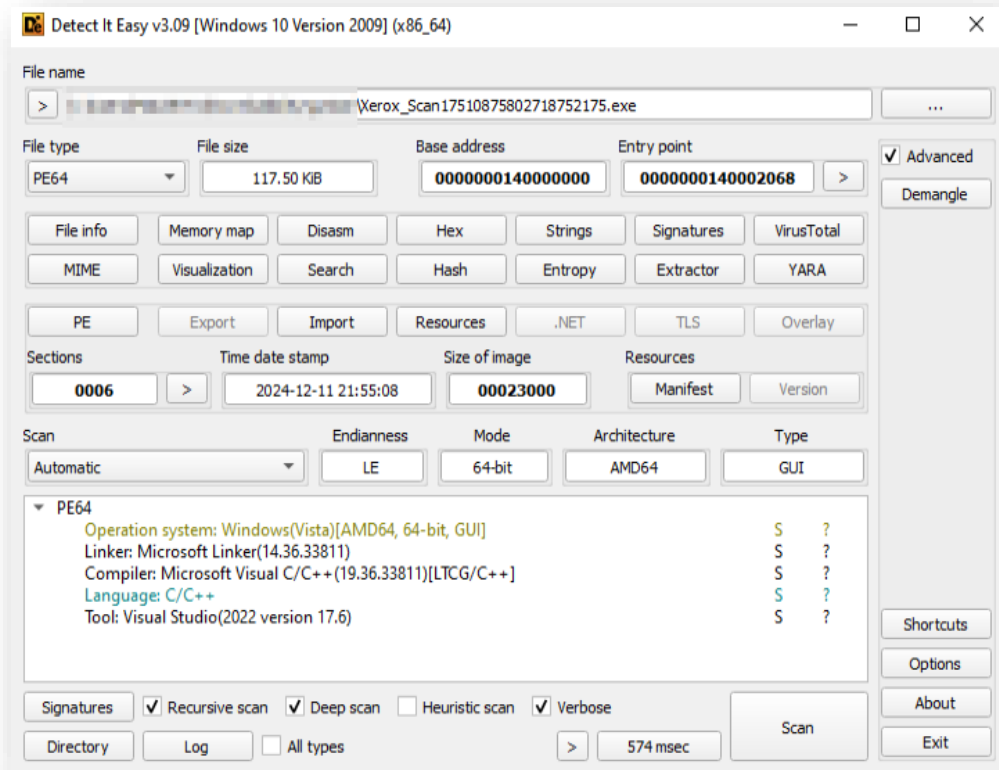 Detect It Easy v3.09 [Windows 10 Version 2009] (x86_64)
File name
> \Xerox_Scan17510875802718752175.exe ...
File type File size Base address Entry point
PE64 117.50 KiB 0000000140000000 0000000140002068 >
Advanced
Demangle
File info Memory map Disasm Hex Strings Signatures VirusTotal
MIME Visualization Search Hash Entropy Extractor YARA
PE Export Import Resources .NET TLS Overlay
Sections Time date stamp Size of image Resources
0006 > 2024-12-11 21:55:08 00023000 Manifest Version
Scan Endianness Mode Architecture Type
Automatic LE 64-bit AMD64 GUI
PE64
Operation system: Windows(Vista)[AMD64, 64-bit, GUI] S ?
Linker: Microsoft Linker(14.36.33811) S ?
Compiler: Microsoft Visual C/C++(19.36.33811)[LTCG/C++] S ?
Language: C/C++ S ?
Tool: Visual Studio(2022 version 17.6) S ?
Shortcuts
Options
Signatures Recursive scan Deep scan Heuristic scan Verbose Scan About
Directory Log All types > 574 msec Exit